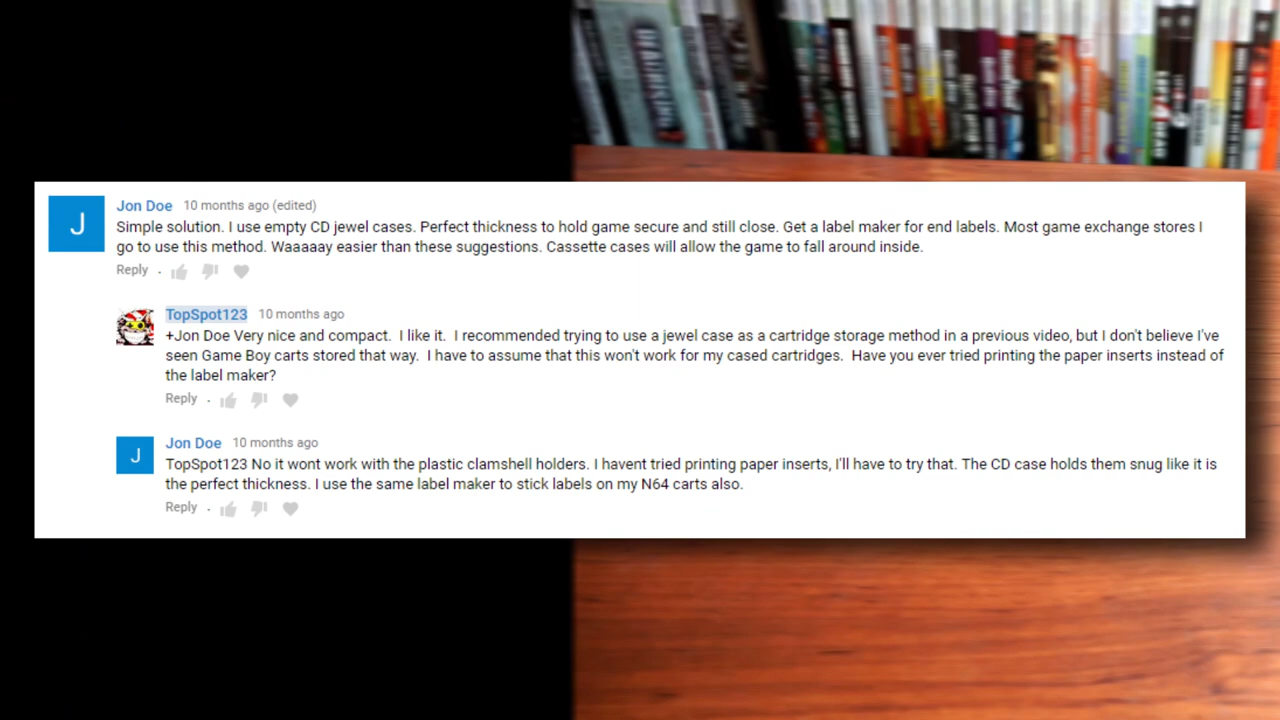 J
Jon Doe 10 months ago (edited)
Simple solution. I use empty CD jewel cases. Perfect thickness to hold game secure and still close. Get a label maker for end labels. Most game exchange stores I
go to use this method. Waaaaay easier than these suggestions. Cassette cases will allow the game to fall around inside.
Reply .
TopSpot123 10 months ago
+Jon Doe Very nice and compact. I like it. I recommended trying to use a jewel case as a cartridge storage method in a previous video, but I don't believe I've
seen Game Boy carts stored that way. I have to assume that this won't work for my cased cartridges. Have you ever tried printing the paper inserts instead of
the label maker?
Reply .
J
Jon Doe 10 months ago
TopSpot123 No it wont work with the plastic clamshell holders. I havent tried printing paper inserts, I'll have to try that. The CD case holds them snug like it is
the perfect thickness. I use the same label maker to stick labels on my N64 carts also.
Reply .